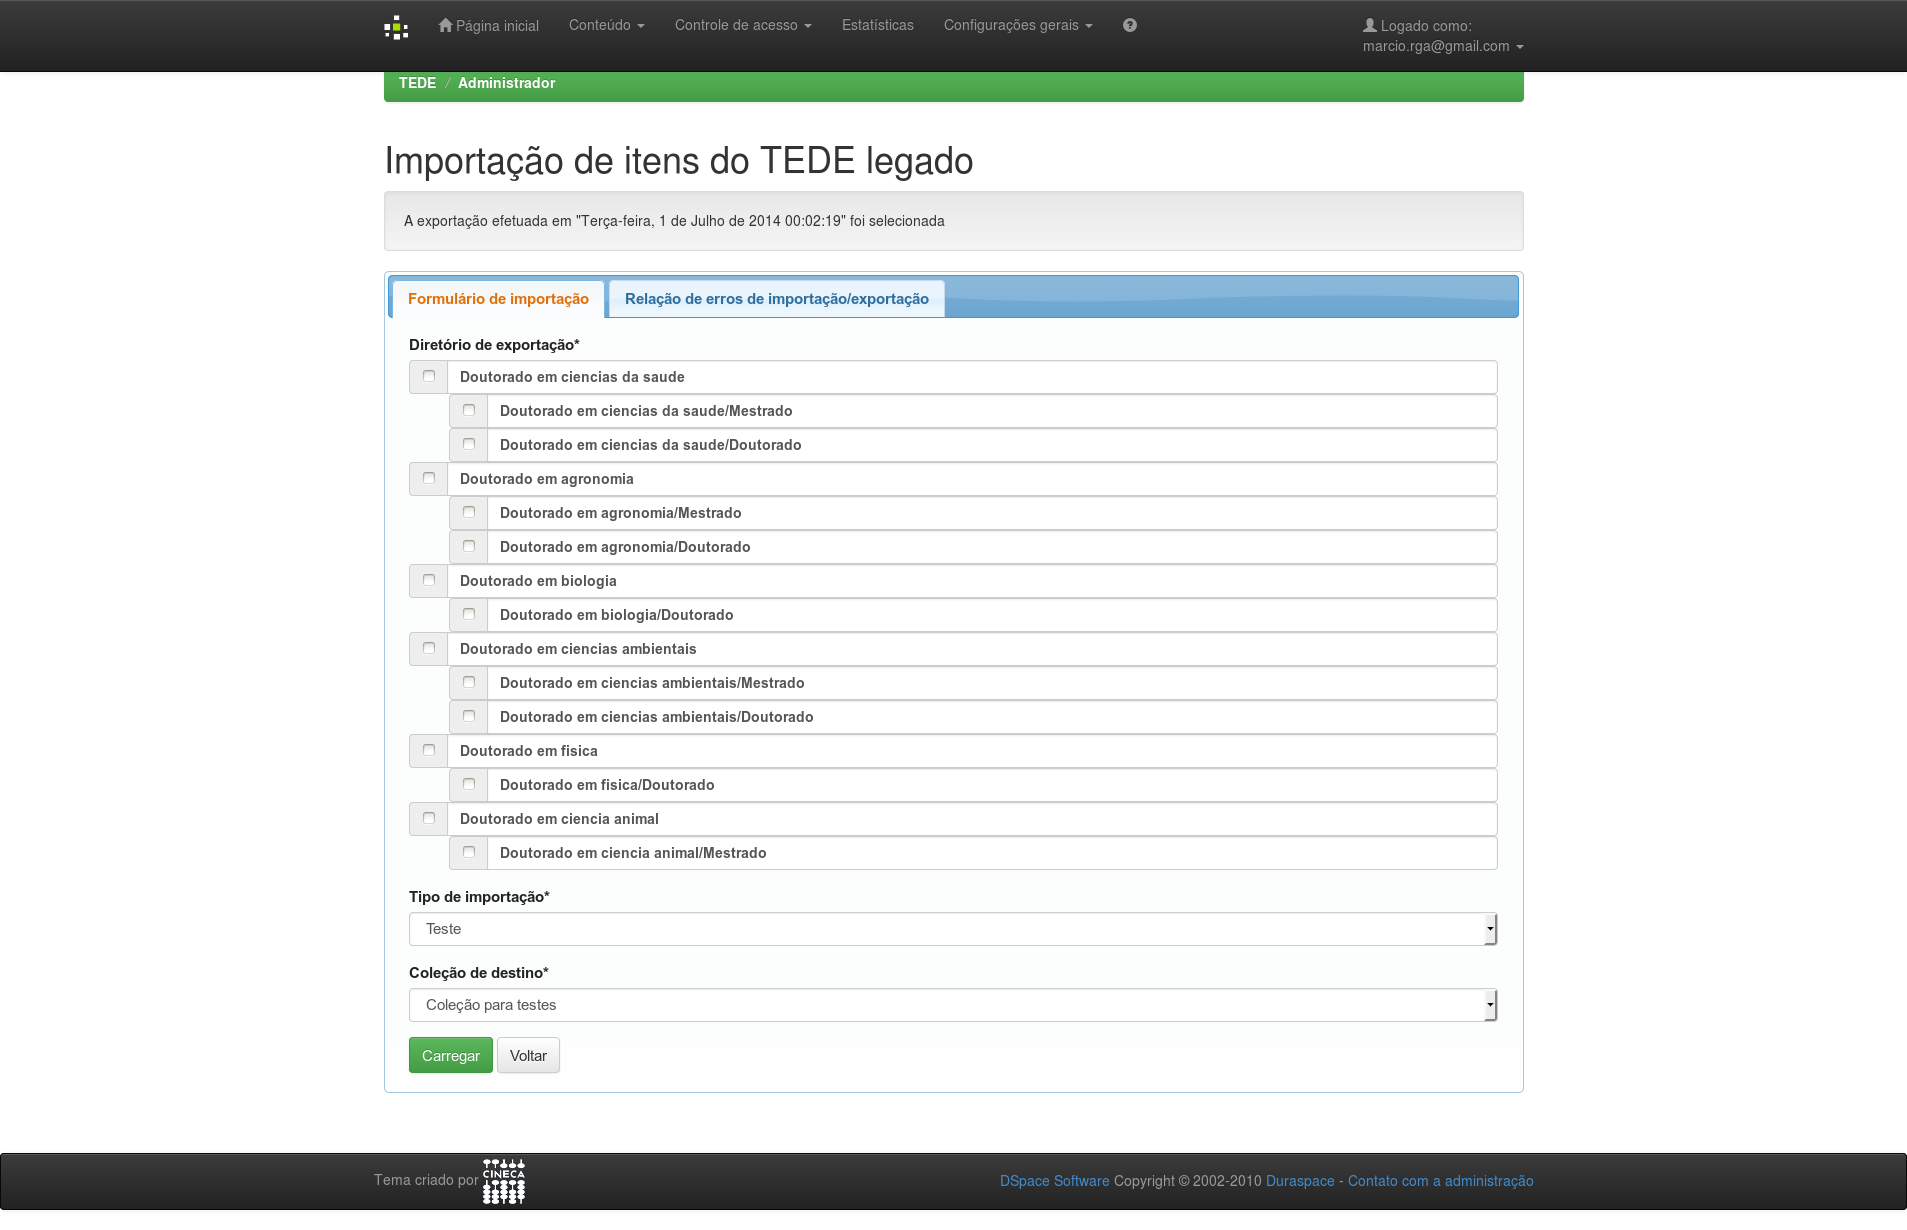 Página inicial
Conteúdo
Controle de acesso
Estatísticas
Configurações gerais
Logado como:
marcio.rga@gmail.com
TEDE / Administrador
Importação de itens do TEDE legado
A exportação efetuada em "Terça-feira, 1 de Julho de 2014 00:02:19" foi selecionada
Formulário de importação
Relação de erros de importação/exportação
Diretório de exportação*
Doutorado em ciencias da saude
Doutorado em ciencias da saude/Mestrado
Doutorado em ciencias da saude/Doutorado
Doutorado em agronomia
Doutorado em agronomia/Mestrado
Doutorado em agronomia/Doutorado
Doutorado em biologia
Doutorado em biologia/Doutorado
Doutorado em ciencias ambientais
Doutorado em ciencias ambientais/Mestrado
Doutorado em ciencias ambientais/Doutorado
Doutorado em fisica
Doutorado em fisica/Doutorado
Doutorado em ciencia animal
Doutorado em ciencia animal/Mestrado
Tipo de importação*
Teste
Coleção de destino*
Coleção para testes
Carregar
Voltar
Tema criado por
CINECA
DSpace Software Copyright © 2002-2010 Duraspace - Contato com a administração